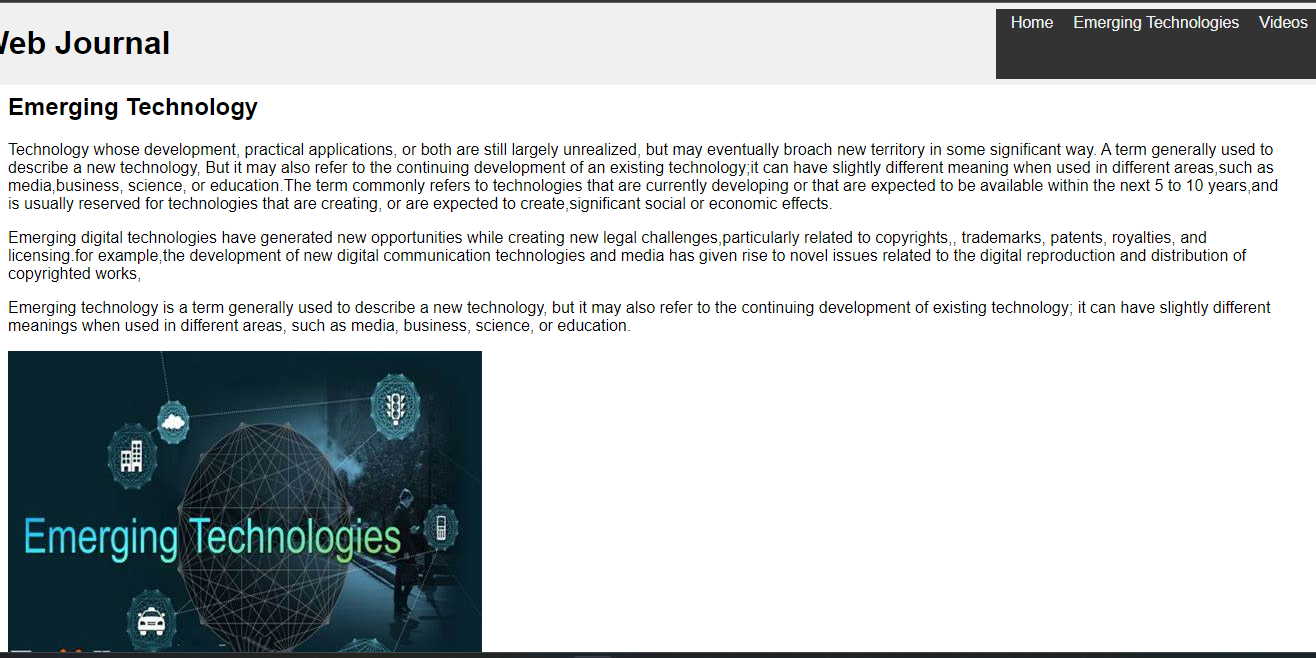 Home Emerging Technologies Videos
Web Journal
Emerging Technology
Technology whose development, practical applications, or both are still largely unrealized, but may eventually broach new territory in some significant way. A term generally used to
describe a new technology, But it may also refer to the continuing development of an existing technology;it can have slightly different meaning when used in different areas,such as
media,business, science, or education.The term commonly refers to technologies that are currently developing or that are expected to be available within the next 5 to 10 years,and
is usually reserved for technologies that are creating, or are expected to create,significant social or economic effects.
Emerging digital technologies have generated new opportunities while creating new legal challenges,particularly related to copyrights,, trademarks, patents, royalties, and
licensing.for example,the development of new digital communication technologies and media has given rise to novel issues related to the digital reproduction and distribution of
copyrighted works,
Emerging technology is a term generally used to describe a new technology, but it may also refer to the continuing development of existing technology; it can have slightly different
meanings when used in different areas, such as media, business, science, or education.
Emerging Technologies